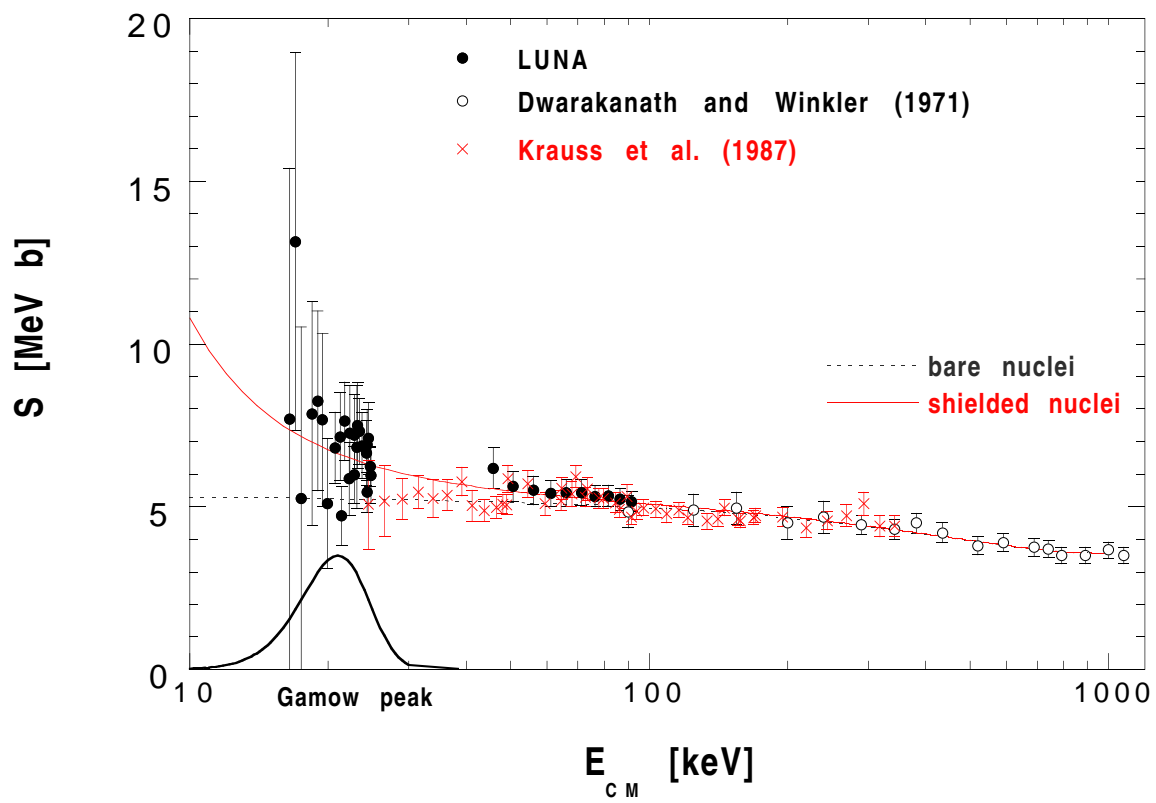 20
15
10
5
0
S [MeV b]
LUNA
Dwarakanath and Winkler (1971)
Krauss et al. (1987)
bare nuclei
shielded nuclei
10
100
1000
Gamow peak
E_CM [keV]